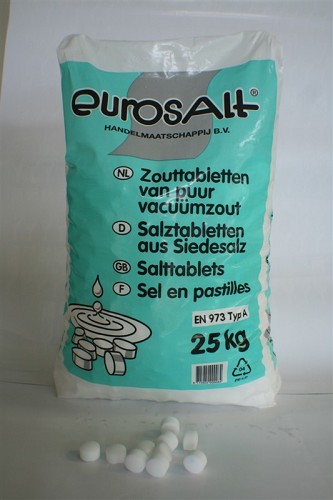 eurosalt®
HANDELMAATSCHAPPIJ B.V.
NL Zouttabletten
van puur
vacuümzout
D Salztabletten
aus Siedesalz
GB Salttablets
F Sel en pastilles
EN 973 Typ A
25 kg
04